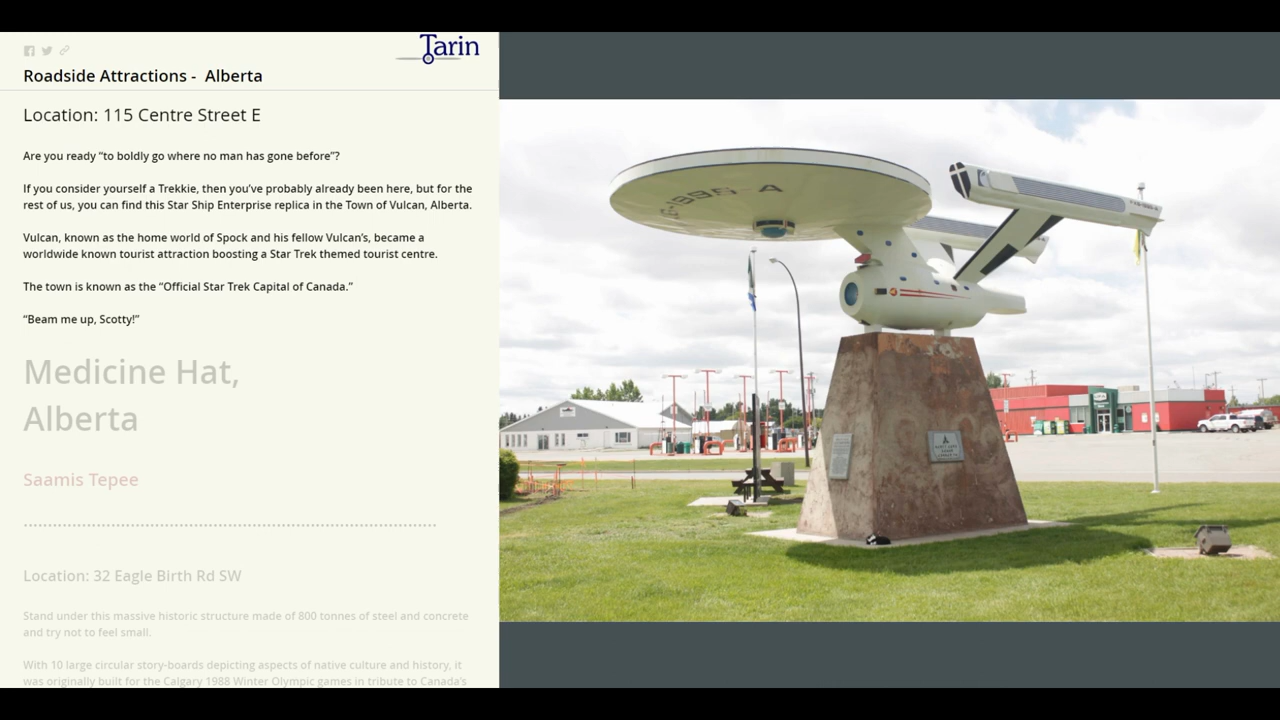 Tarin
Roadside Attractions - Alberta
Location: 115 Centre Street E
Are you ready “to boldly go where no man has gone before”?
If you consider yourself a Trekkie, then you’ve probably already been here, but for the
rest of us, you can find this Star Ship Enterprise replica in the Town of Vulcan, Alberta.
Vulcan, known as the home world of Spock and his fellow Vulcan’s, became a
worldwide known tourist attraction boosting a Star Trek themed tourist centre.
The town is known as the “Official Star Trek Capital of Canada.”
“Beam me up, Scotty!”
Medicine Hat,
Alberta
Saamis Tepee
Location: 32 Eagle Birth Rd SW
Stand under this massive historic structure made of 800 tonnes of steel and concrete
and try not to feel small.
With 10 large circular story-boards depicting aspects of native culture and history, it
was originally built for the Calgary 1988 Winter Olympic games in tribute to Canada’s